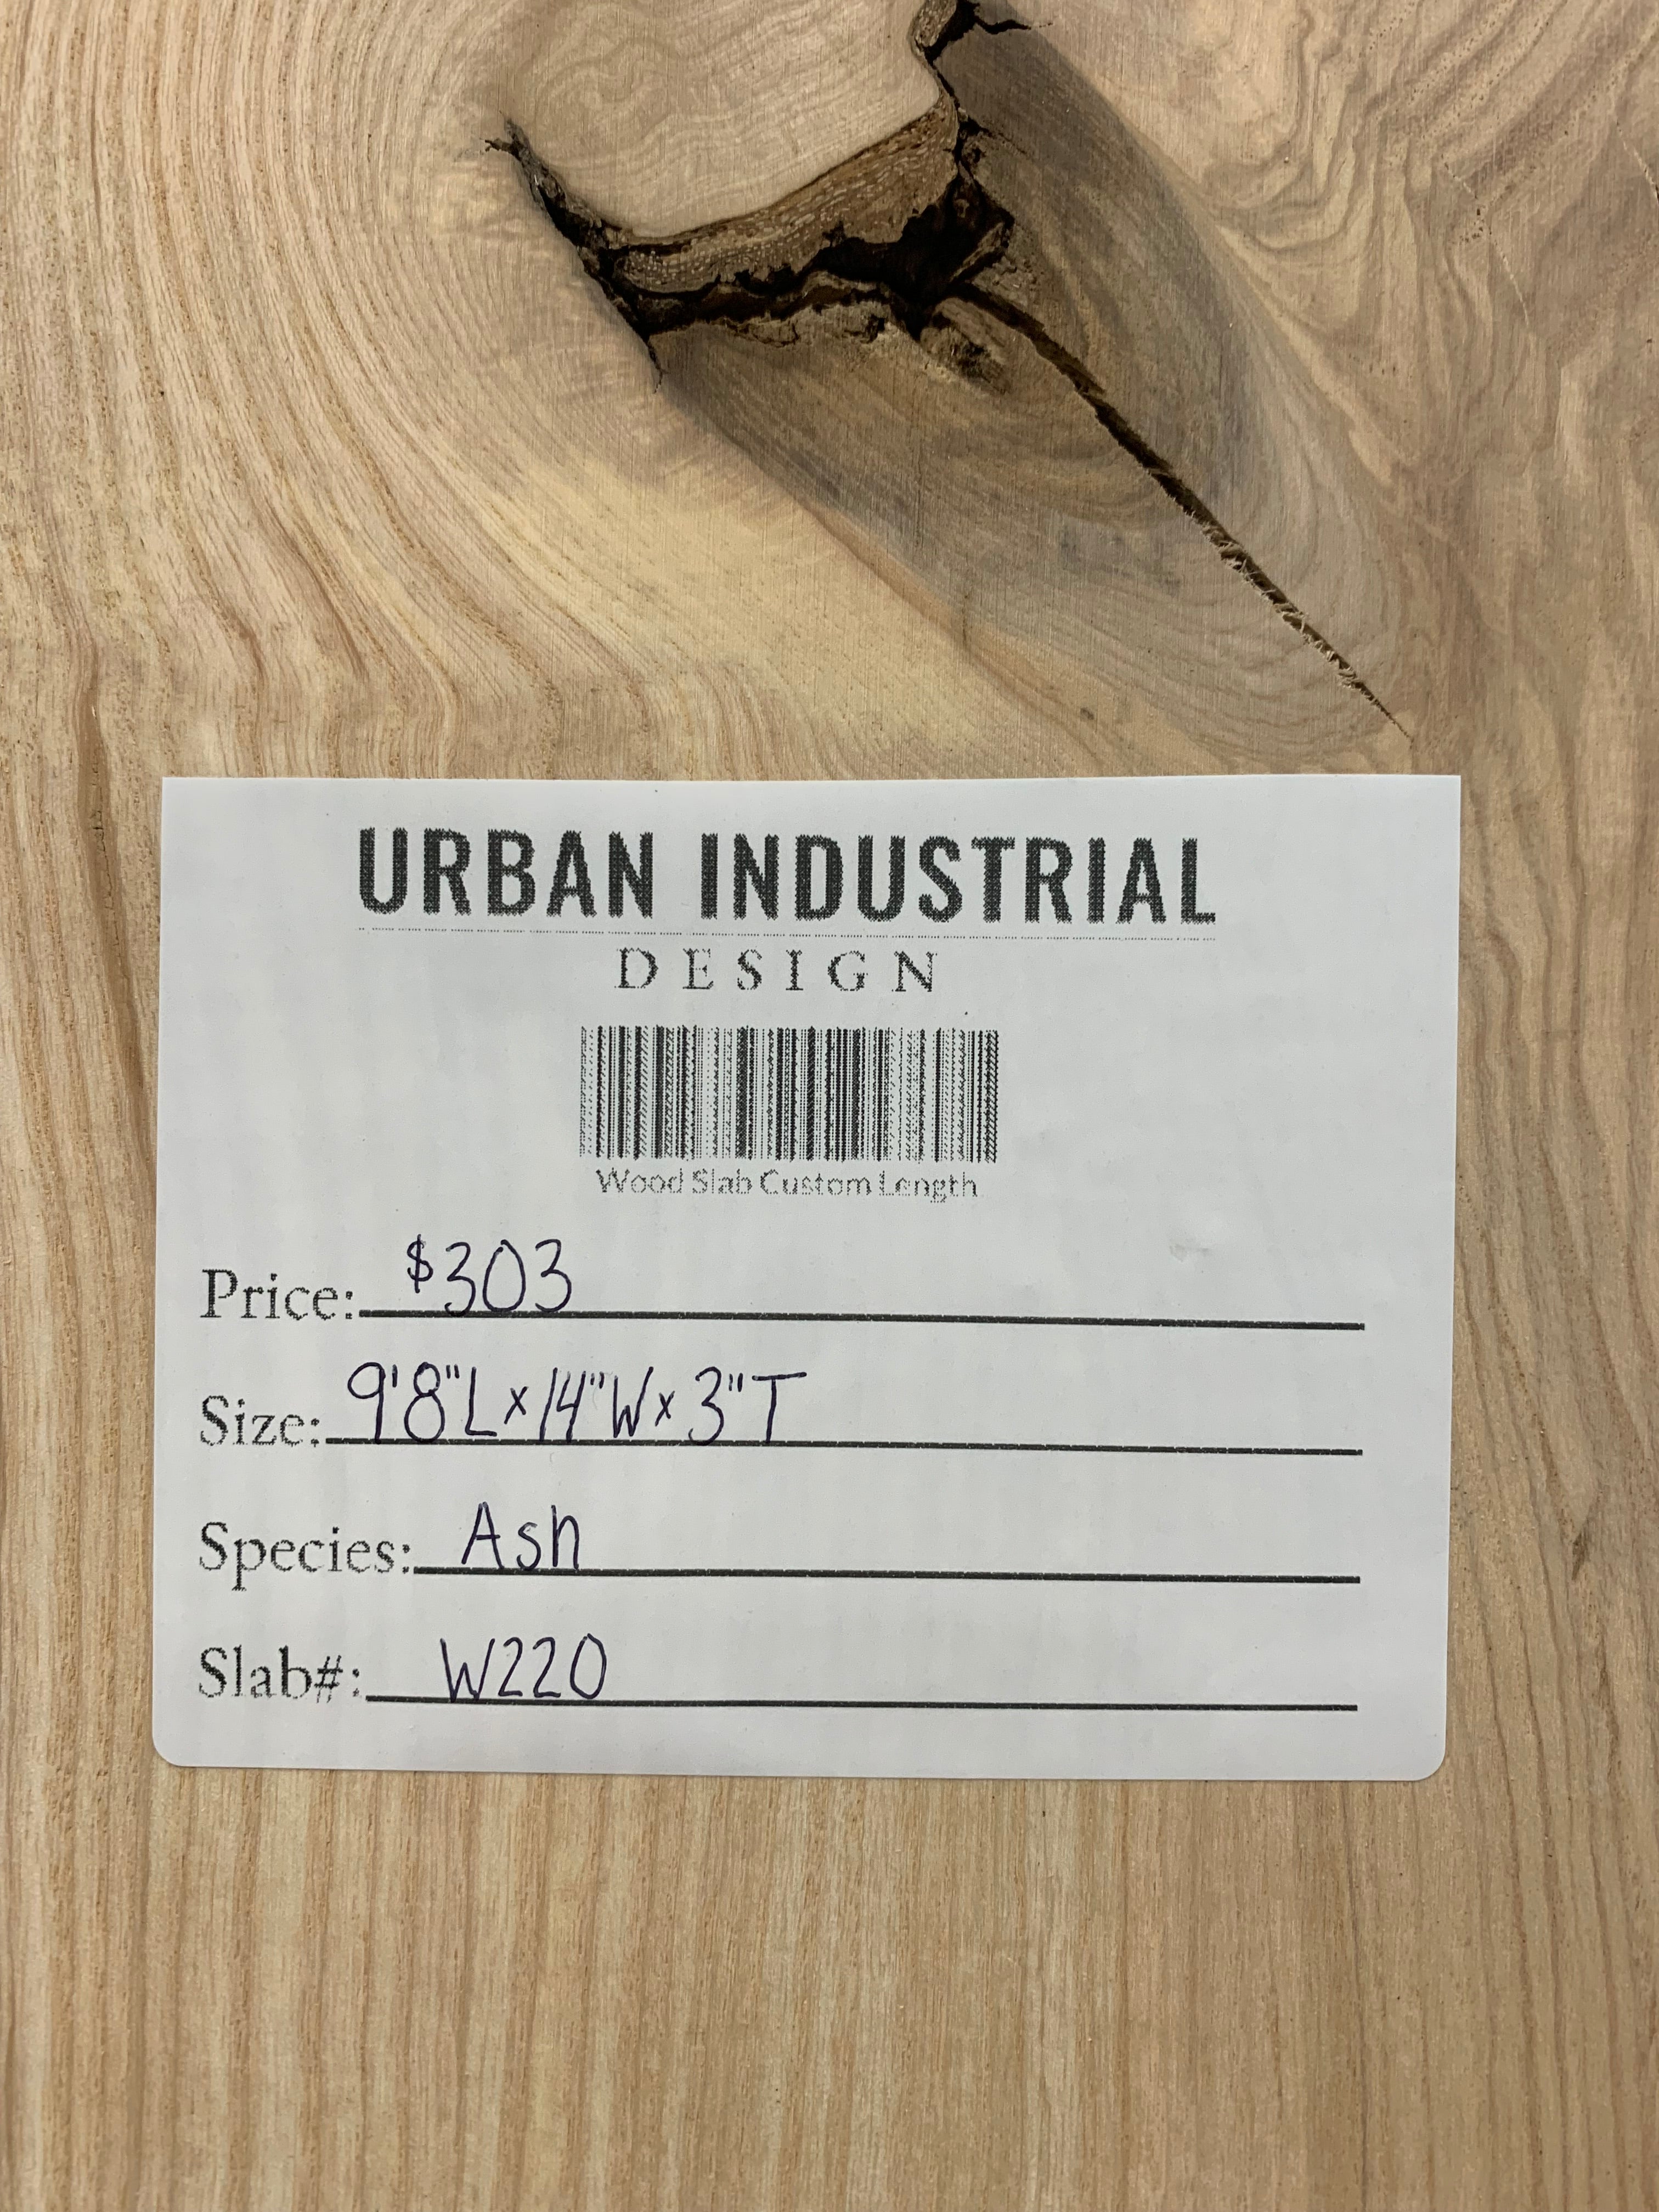 URBAN INDUSTRIAL
DESIGN
Wood Slab Custom Length
Price: $303
Size: 9'8"L x 14"W x 3"T
Species: Ash
Slab#: W220